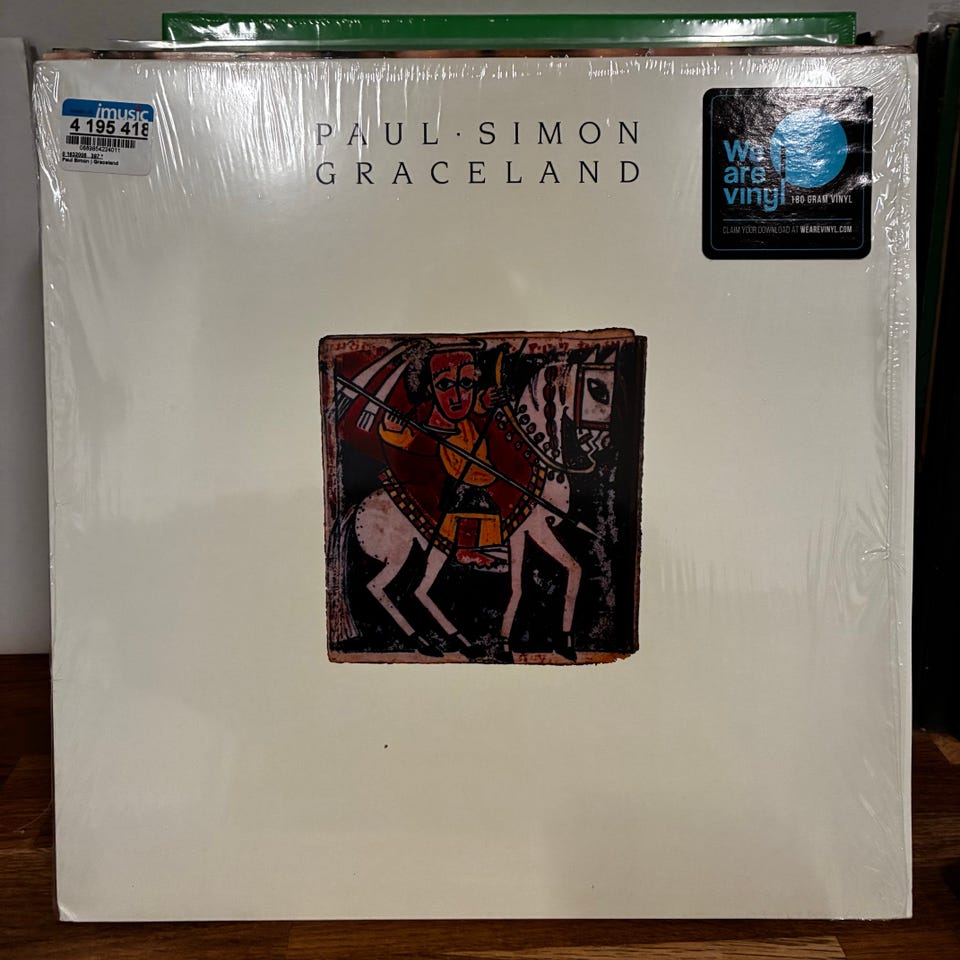 imusic
4 195 418
Paul Simon | Graceland
PAUL · SIMON
GRACELAND
We
are
vinyl
180 GRAM VINYL
CLAIM YOUR DOWNLOAD AT WEAREVINYL.COM